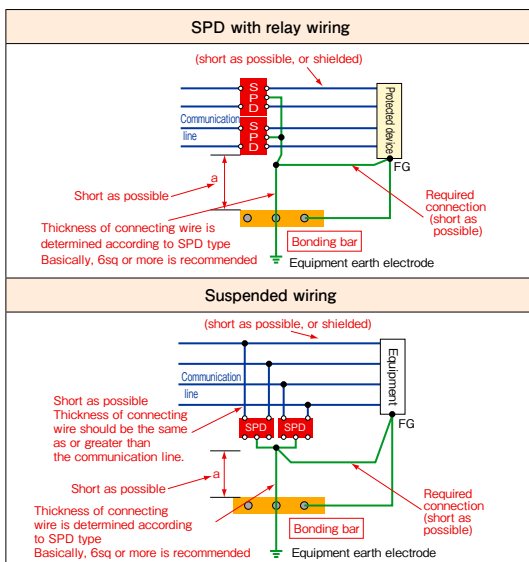 SPD with relay wiring
(short as possible, or shielded)
S
P
D
S
P
D
Communication
line
Protected device
FG
a
Short as possible
Required
connection
(short as
possible)
Thickness of connecting wire is
determined according to SPD type
Basically, 6sq or more is recommended
Bonding bar
Equipment earth electrode
Suspended wiring
(short as possible, or shielded)
Communication
line
Equipment
Short as possible
Thickness of connecting
wire should be the same
as or greater than
the communication line.
SPD
SPD
FG
a
Short as possible
Required
connection
(short as
possible)
Thickness of connecting
wire is determined according
to SPD type
Basically, 6sq or more is recommended
Bonding bar
Equipment earth electrode